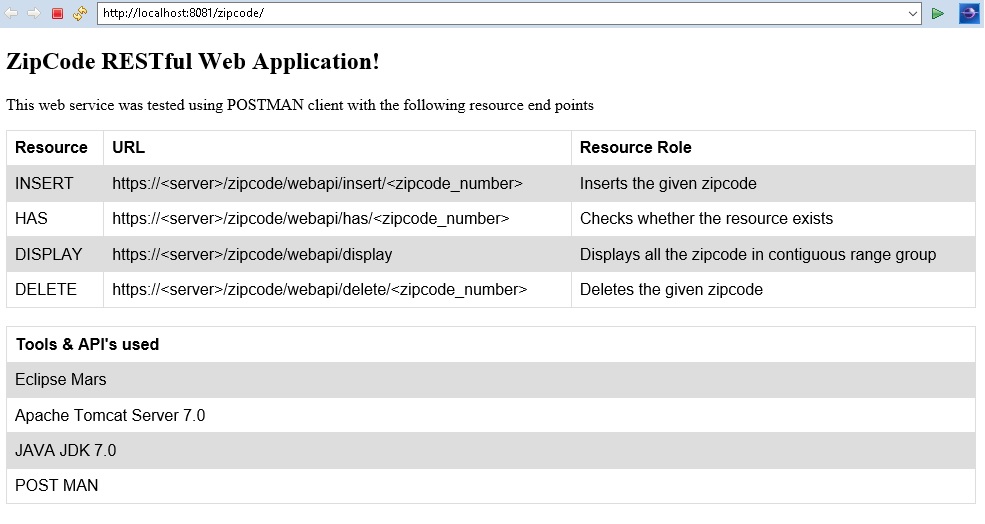 http://localhost:8081/zipcode/
ZipCode RESTful Web Application!
This web service was tested using POSTMAN client with the following resource end points
Resource URL Resource Role
INSERT https://<server>/zipcode/webapi/insert/<zipcode_number> Inserts the given zipcode
HAS https://<server>/zipcode/webapi/has/<zipcode_number> Checks whether the resource exists
DISPLAY https://<server>/zipcode/webapi/display Displays all the zipcode in contiguous range group
DELETE https://<server>/zipcode/webapi/delete/<zipcode_number> Deletes the given zipcode
Tools & API's used
Eclipse Mars
Apache Tomcat Server 7.0
JAVA JDK 7.0
POST MAN